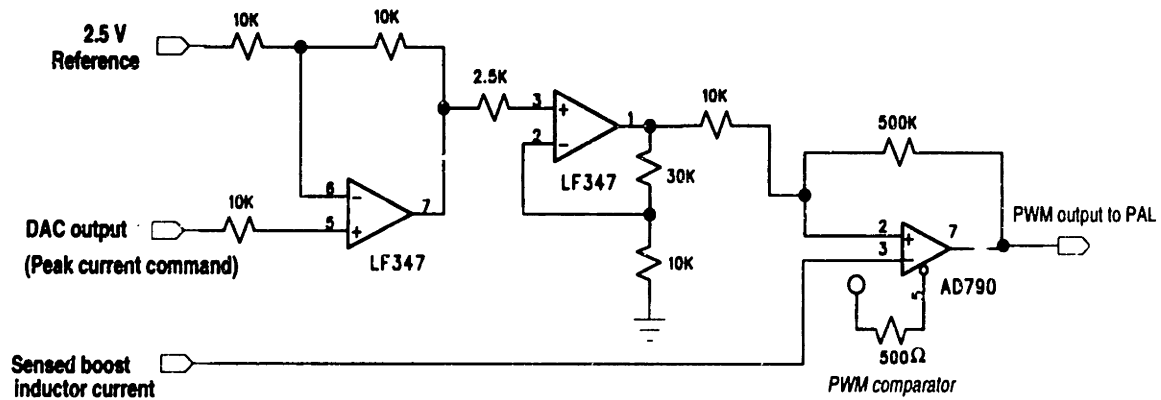 2.5 V
Reference
10K
10K
2.5K
3
2
1
LF347
10K
30K
10K
500K
6
5
7
LF347
DAC output
(Peak current command)
10K
2
3
7
5
AD790
PWM output to PAL
500Ω
PWM comparator
Sensed boost
inductor current